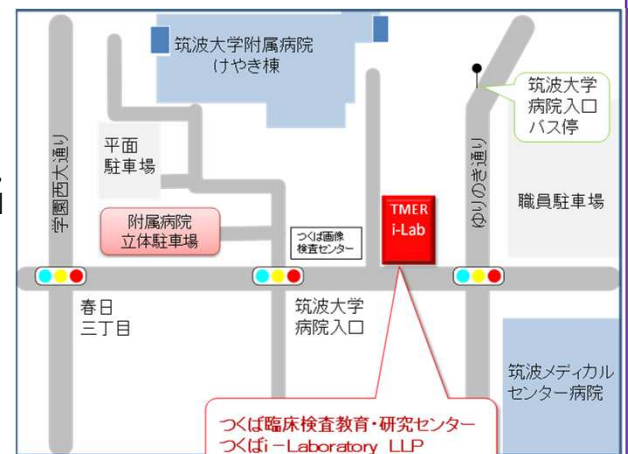 筑波大学附属病院
けやき棟
筑波大学
病院入口
バス停
学園西大通り
平面
駐車場
ゆりのき通り
職員駐車場
TMER
i-Lab
附属病院
立体駐車場
つくば画像
検査センター
春日
三丁目
筑波大学
病院入口
筑波メディカル
センター病院
つくば臨床検査教育・研究センター
つくばi－Laboratory LLP